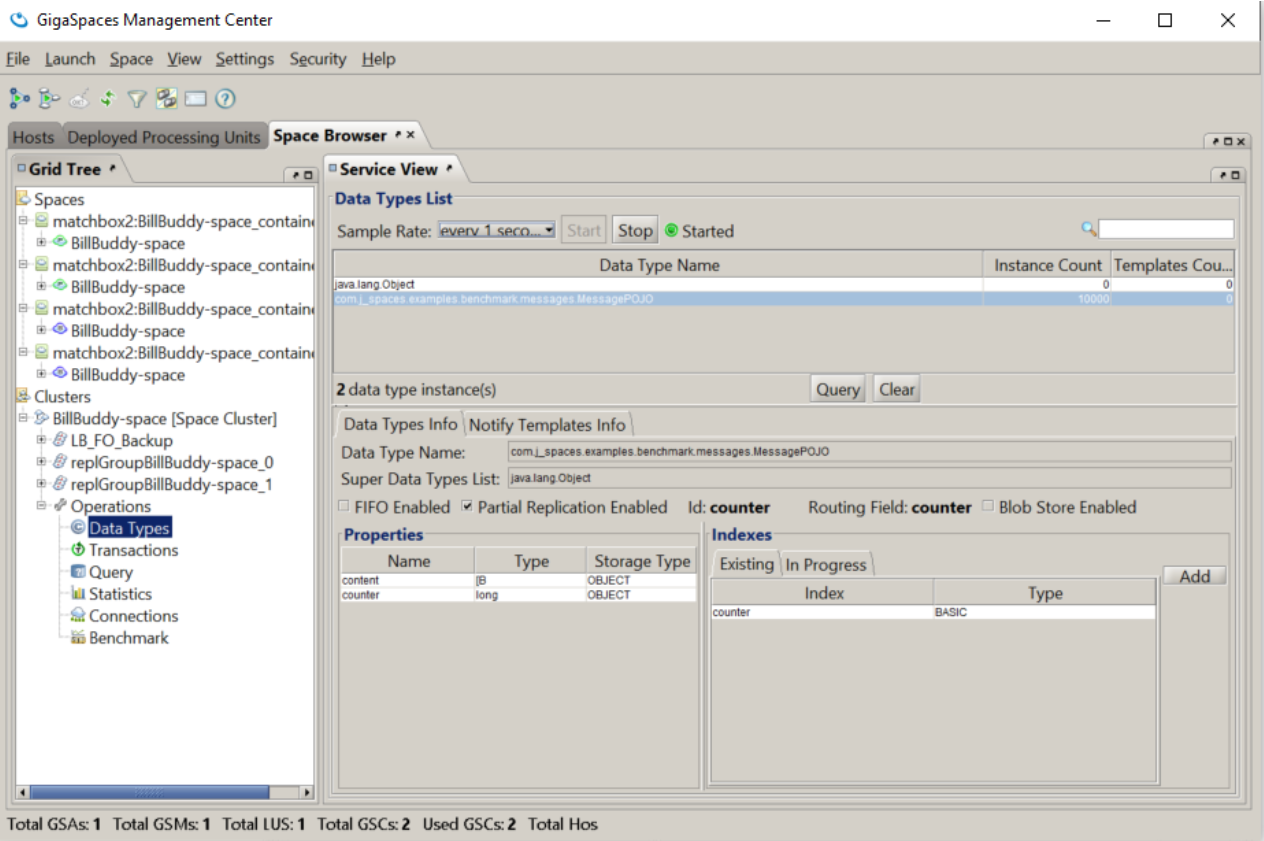 GigaSpaces Management Center
File Launch Space View Settings Security Help
Hosts Deployed Processing Units Space Browser
Grid Tree
Spaces
matchbox2:BillBuddy-space_contain
BillBuddy-space
matchbox2:BillBuddy-space_contain
BillBuddy-space
matchbox2:BillBuddy-space_contain
BillBuddy-space
matchbox2:BillBuddy-space_contain
BillBuddy-space
Clusters
BillBuddy-space [Space Cluster]
LB_FO_Backup
replGroupBillBuddy-space_0
replGroupBillBuddy-space_1
Operations
Data Types
Transactions
Query
Statistics
Connections
Benchmark
Service View
Data Types List
Sample Rate: every 1 seco... Start Stop Started
Data Type Name Instance Count Templates Cou...
java.lang.Object 0 0
com.j_spaces.examples.benchmark.messages.MessagePOJO 10000 0
2 data type instance(s) Query Clear
Data Types Info Notify Templates Info
Data Type Name: com.j_spaces.examples.benchmark.messages.MessagePOJO
Super Data Types List: java.lang.Object
FIFO Enabled Partial Replication Enabled Id: counter Routing Field: counter Blob Store Enabled
Properties
Name Type Storage Type
content [B OBJECT
counter long OBJECT
Indexes
Existing In Progress
Add
Index Type
counter BASIC
Total GSAs: 1 Total GSMs: 1 Total LUS: 1 Total GSCs: 2 Used GSCs: 2 Total Hos